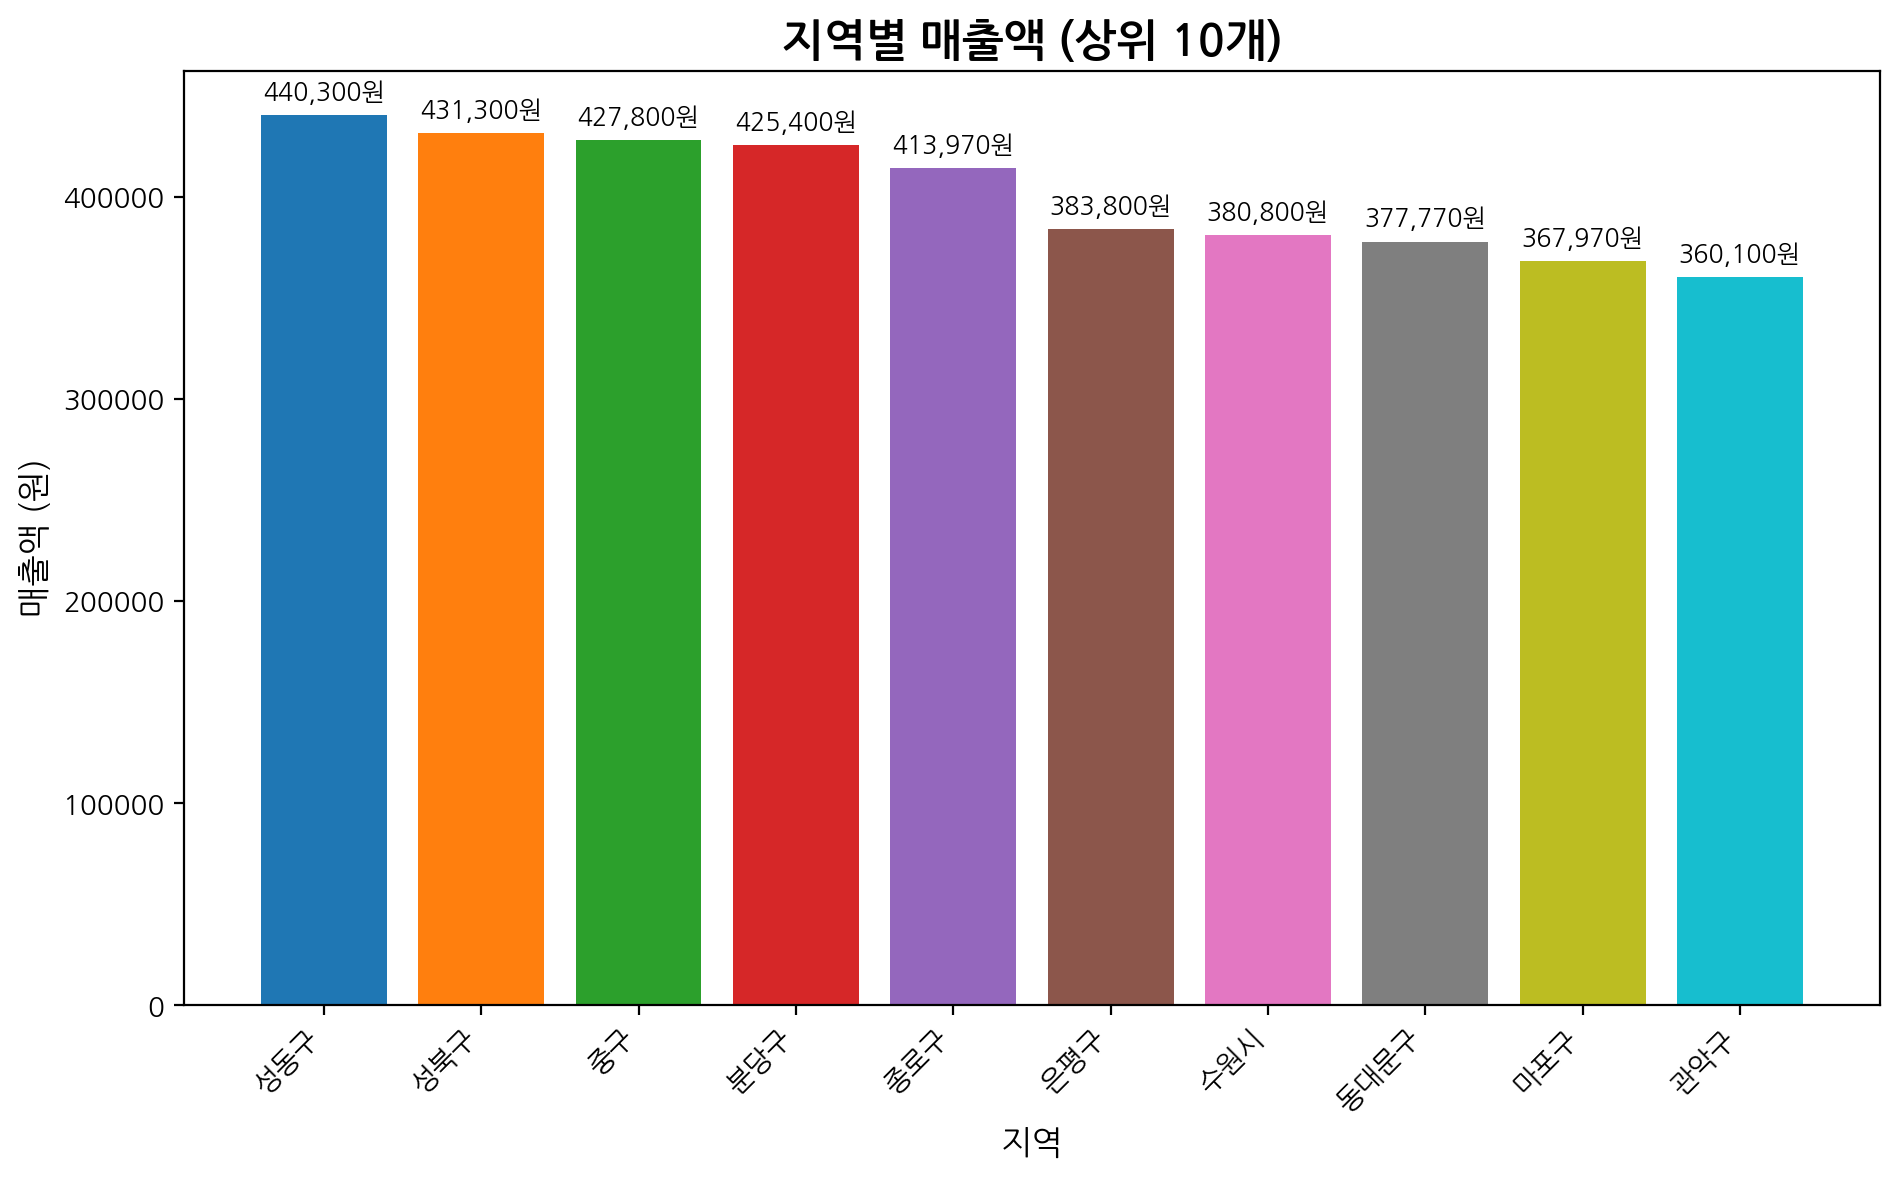 지역별 매출액 (상위 10개)
440,300원
431,300원
427,800원
425,400원
413,970원
383,800원
380,800원
377,770원
367,970원
360,100원
매출액 (원)
400000
300000
200000
100000
0
성동구
성북구
중구
분당구
종로구
은평구
수원시
동대문구
마포구
관악구
지역